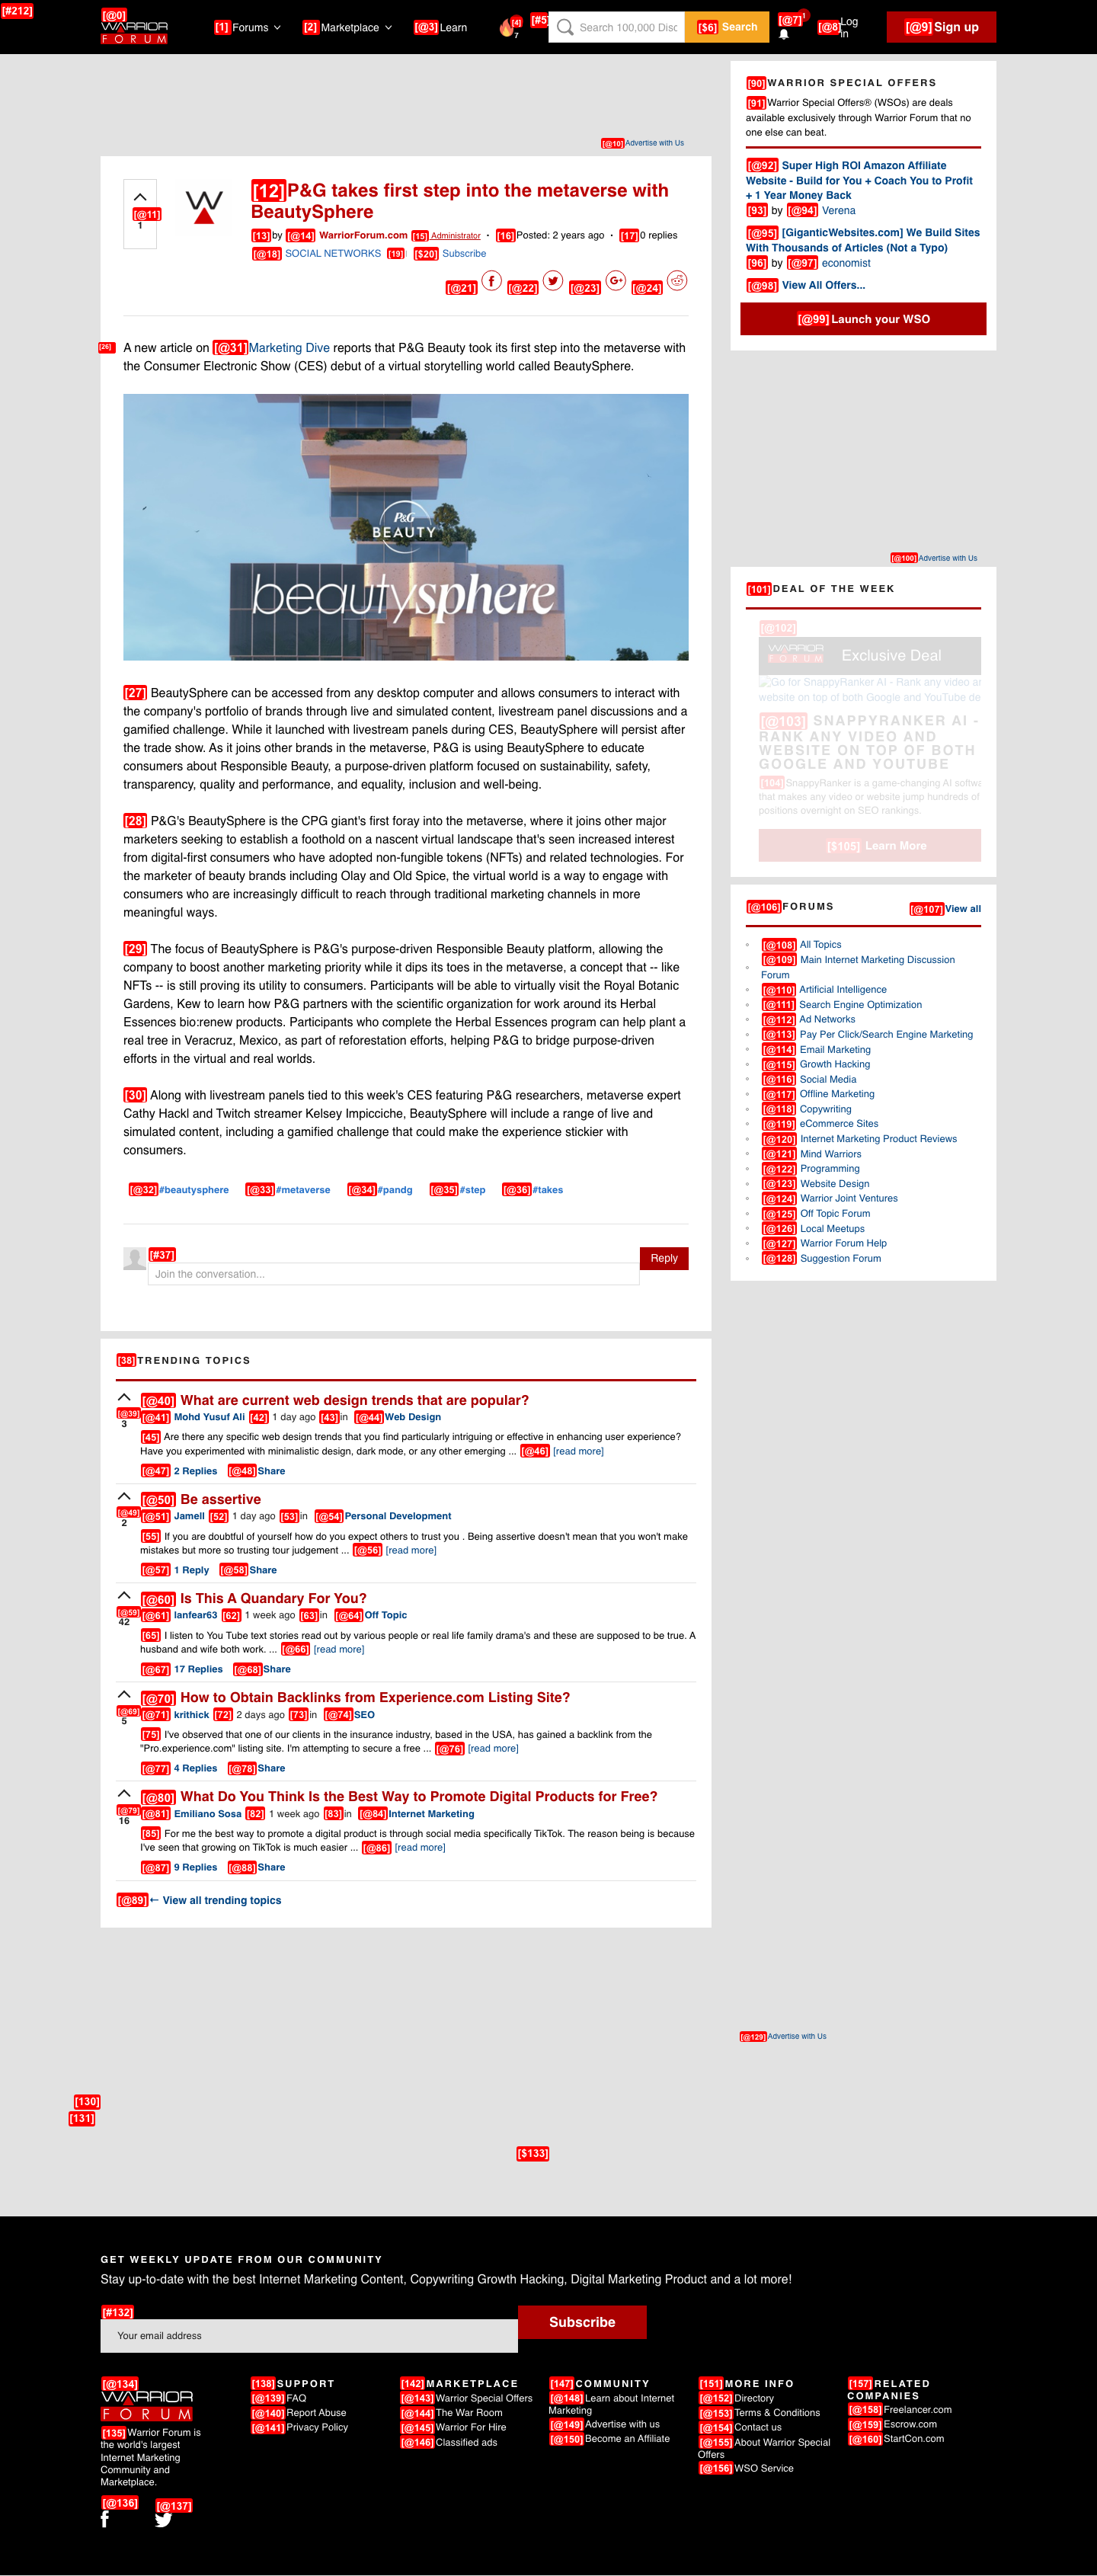 [#212]
[@0]
WARRIOR
FORUM
[1] Forums
[2] Marketplace
[@3] Learn
[4]
7
[#5]
Search 100,000 Disc
[$6] Search
[@7] 1
[@8] Log in
[@9] Sign up
[@10] Advertise with Us
[@11]
1
W
[12] P&G takes first step into the metaverse with
BeautySphere
[13] by [@14] WarriorForum.com [15] Administrator · [16] Posted: 2 years ago · [17] 0 replies
[@18] SOCIAL NETWORKS [19] [$20] Subscribe
[@21] [@22] [@23] [@24]
[26] A new article on [@31] Marketing Dive reports that P&G Beauty took its first step into the metaverse with
the Consumer Electronic Show (CES) debut of a virtual storytelling world called BeautySphere.
P&G
BEAUTY
beautysphere
[27] BeautySphere can be accessed from any desktop computer and allows consumers to interact with
the company's portfolio of brands through live and simulated content, livestream panel discussions and a
gamified challenge. While it launched with livestream panels during CES, BeautySphere will persist after
the trade show. As it joins other brands in the metaverse, P&G is using BeautySphere to educate
consumers about Responsible Beauty, a purpose-driven platform focused on sustainability, safety,
transparency, quality and performance, and equality, inclusion and well-being.
[28] P&G's BeautySphere is the CPG giant's first foray into the metaverse, where it joins other major
marketers seeking to establish a foothold on a nascent virtual landscape that's seen increased interest
from digital-first consumers who have adopted non-fungible tokens (NFTs) and related technologies. For
the marketer of beauty brands including Olay and Old Spice, the virtual world is a way to engage with
consumers who are increasingly difficult to reach through traditional marketing channels in more
meaningful ways.
[29] The focus of BeautySphere is P&G's purpose-driven Responsible Beauty platform, allowing the
company to boost another marketing priority while it dips its toes in the metaverse, a concept that -- like
NFTs -- is still proving its utility to consumers. Participants will be able to virtually visit the Royal Botanic
Gardens, Kew to learn how P&G partners with the scientific organization for work around its Herbal
Essences bio:renew products. Participants who complete the Herbal Essences program can help plant a
real tree in Veracruz, Mexico, as part of reforestation efforts, helping P&G to bridge purpose-driven
efforts in the virtual and real worlds.
[30] Along with livestream panels tied to this week's CES featuring P&G researchers, metaverse expert
Cathy Hackl and Twitch streamer Kelsey Impicciche, BeautySphere will include a range of live and
simulated content, including a gamified challenge that could make the experience stickier with
consumers.
[@32] #beautysphere [@33] #metaverse [@34] #pandg [@35] #step [@36] #takes
[#37]
Join the conversation...
Reply
[38] TRENDING TOPICS
[@39]
3
[@40] What are current web design trends that are popular?
[@41] Mohd Yusuf Ali [42] 1 day ago [43] in [@44] Web Design
[45] Are there any specific web design trends that you find particularly intriguing or effective in enhancing user experience?
Have you experimented with minimalistic design, dark mode, or any other emerging ... [@46] [read more]
[@47] 2 Replies [@48] Share
[@49]
2
[@50] Be assertive
[@51] Jamell [52] 1 day ago [53] in [@54] Personal Development
[55] If you are doubtful of yourself how do you expect others to trust you . Being assertive doesn't mean that you won't make
mistakes but more so trusting tour judgement ... [@56] [read more]
[@57] 1 Reply [@58] Share
[@59]
42
[@60] Is This A Quandary For You?
[@61] lanfear63 [62] 1 week ago [63] in [@64] Off Topic
[65] I listen to You Tube text stories read out by various people or real life family drama's and these are supposed to be true. A
husband and wife both work. ... [@66] [read more]
[@67] 17 Replies [@68] Share
[@69]
5
[@70] How to Obtain Backlinks from Experience.com Listing Site?
[@71] krithick [72] 2 days ago [73] in [@74] SEO
[75] I've observed that one of our clients in the insurance industry, based in the USA, has gained a backlink from the
"Pro.experience.com" listing site. I'm attempting to secure a free ... [@76] [read more]
[@77] 4 Replies [@78] Share
[@79]
16
[@80] What Do You Think Is the Best Way to Promote Digital Products for Free?
[@81] Emiliano Sosa [82] 1 week ago [83] in [@84] Internet Marketing
[85] For me the best way to promote a digital product is through social media specifically TikTok. The reason being is because
I've seen that growing on TikTok is much easier ... [@86] [read more]
[@87] 9 Replies [@88] Share
[@89] ← View all trending topics
[90] WARRIOR SPECIAL OFFERS
[91] Warrior Special Offers® (WSOs) are deals
available exclusively through Warrior Forum that no
one else can beat.
[@92] Super High ROI Amazon Affiliate
Website - Build for You + Coach You to Profit
+ 1 Year Money Back
[93] by [@94] Verena
[@95] [GiganticWebsites.com] We Build Sites
With Thousands of Articles (Not a Typo)
[96] by [@97] economist
[@98] View All Offers...
[@99] Launch your WSO
[@100] Advertise with Us
[101] DEAL OF THE WEEK
[@102]
WARRIOR
FORUM
Exclusive Deal
Go for SnappyRanker AI - Rank any video a
website on top of both Google and YouTube de
[@103] SNAPPYRANKER AI -
RANK ANY VIDEO AND
WEBSITE ON TOP OF BOTH
GOOGLE AND YOUTUBE
[104] SnappyRanker is a game-changing AI softwa
that makes any video or website jump hundreds of
positions overnight on SEO rankings.
[$105] Learn More
[@106] FORUMS
[@107] View all
[@108] All Topics
[@109] Main Internet Marketing Discussion
Forum
[@110] Artificial Intelligence
[@111] Search Engine Optimization
[@112] Ad Networks
[@113] Pay Per Click/Search Engine Marketing
[@114] Email Marketing
[@115] Growth Hacking
[@116] Social Media
[@117] Offline Marketing
[@118] Copywriting
[@119] eCommerce Sites
[@120] Internet Marketing Product Reviews
[@121] Mind Warriors
[@122] Programming
[@123] Website Design
[@124] Warrior Joint Ventures
[@125] Off Topic Forum
[@126] Local Meetups
[@127] Warrior Forum Help
[@128] Suggestion Forum
[@129] Advertise with Us
[130]
[131]
[$133]
GET WEEKLY UPDATE FROM OUR COMMUNITY
Stay up-to-date with the best Internet Marketing Content, Copywriting Growth Hacking, Digital Marketing Product and a lot more!
[#132]
Your email address
Subscribe
[@134]
WARRIOR
FORUM
[135] Warrior Forum is
the world's largest
Internet Marketing
Community and
Marketplace.
[@136] [@137]
[138] SUPPORT
[@139] FAQ
[@140] Report Abuse
[@141] Privacy Policy
[142] MARKETPLACE
[@143] Warrior Special Offers
[@144] The War Room
[@145] Warrior For Hire
[@146] Classified ads
[147] COMMUNITY
[@148] Learn about Internet
Marketing
[@149] Advertise with us
[@150] Become an Affiliate
[151] MORE INFO
[@152] Directory
[@153] Terms & Conditions
[@154] Contact us
[@155] About Warrior Special
Offers
[@156] WSO Service
[157] RELATED
COMPANIES
[@158] Freelancer.com
[@159] Escrow.com
[@160] StartCon.com